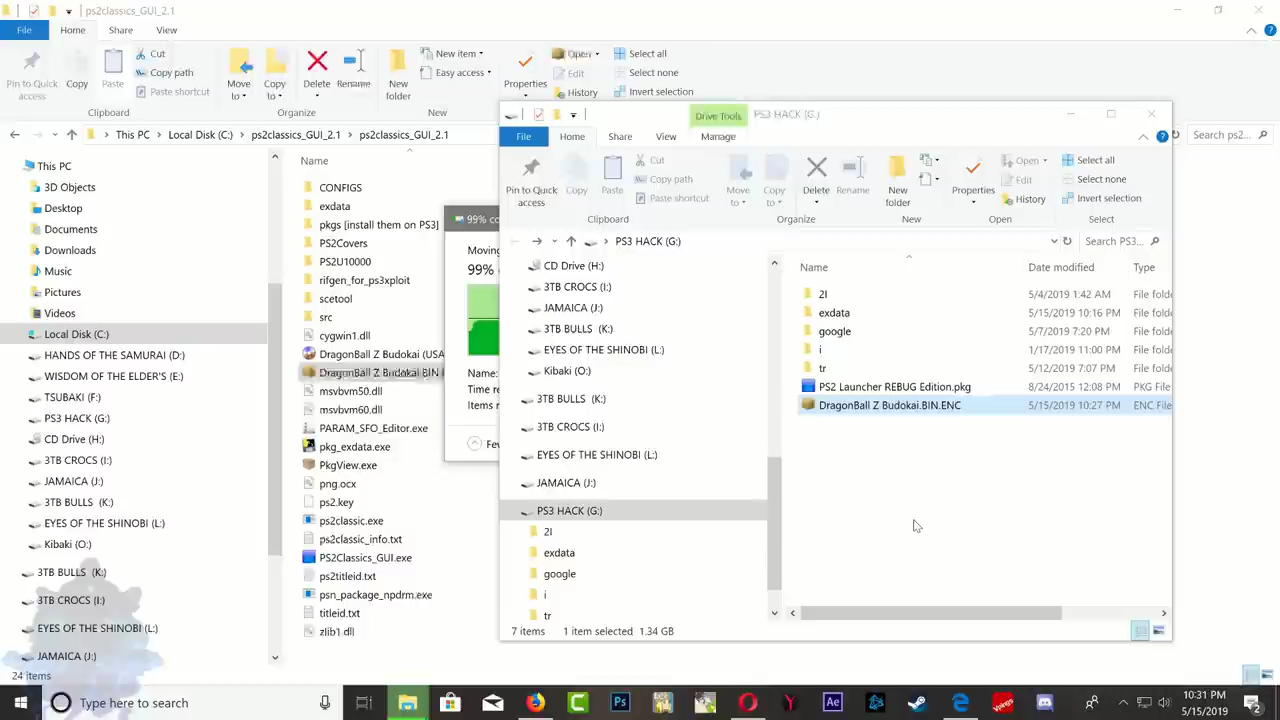 ps2classics_GUI_2.1
File
Home
Share
View
Pin to Quick access
Copy
Paste
Cut
Copy path
Paste shortcut
Move to
Copy to
Delete
Rename
New folder
New item
Easy access
Properties
Open
Edit
History
Select all
Select none
Invert selection
Clipboard
Organize
New
This PC
Local Disk (C:)
ps2classics_GUI_2.1
ps2classics_GUI_2.1
Search ps2...
This PC
3D Objects
Desktop
Documents
Downloads
Music
Pictures
Videos
Local Disk (C:)
HANDS OF THE SAMURAI (D:)
WISDOM OF THE ELDER'S (E:)
TSUBAKI (F:)
PS3 HACK (G:)
CD Drive (H:)
3TB CROCS (I:)
JAMAICA (J:)
3TB BULLS (K:)
EYES OF THE SHINOBI (L:)
Kibaki (O:)
3TB BULLS (K:)
3TB CROCS (I:)
EYES OF THE SHINOBI (L:)
JAMAICA (J:)
24 items
Name
CONFIGS
exdata
pkgs [install them on PS3]
PS2Covers
PS2U10000
rifgen_for_ps3xploit
scetool
src
cygwin1.dll
DragonBall Z Budokai (USA
DragonBall Z Budokai BIN
msvbvm50.dll
msvbvm60.dll
PARAM_SFO_Editor.exe
pkg_exdata.exe
PkgView.exe
png.ocx
ps2.key
ps2classic.exe
ps2classic_info.txt
PS2Classics_GUI.exe
ps2titleid.txt
psn_package_npdrm.exe
titleid.txt
zlib1.dll
99% co
Moving
99%
Name:
Time re
Items r
Few
Drive Tools
PS3 HACK (G:)
File
Home
Share
View
Manage
Pin to Quick access
Copy
Paste
Cut
Copy path
Paste shortcut
Move to
Copy to
Delete
Rename
New folder
Properties
Open
Edit
History
Select all
Select none
Invert selection
Clipboard
Organize
New
Open
Select
PS3 HACK (G:)
Search PS3...
CD Drive (H:)
3TB CROCS (I:)
JAMAICA (J:)
3TB BULLS (K:)
EYES OF THE SHINOBI (L:)
Kibaki (O:)
3TB BULLS (K:)
3TB CROCS (I:)
EYES OF THE SHINOBI (L:)
JAMAICA (J:)
PS3 HACK (G:)
2I
exdata
google
i
tr
Name Date modified Type
2I 5/4/2019 1:42 AM File folde
exdata 5/15/2019 10:16 PM File folde
google 5/7/2019 7:20 PM File folde
i 1/17/2019 11:00 PM File folde
tr 5/12/2019 7:07 PM File folde
PS2 Launcher REBUG Edition.pkg 8/24/2015 12:08 PM PKG File
DragonBall Z Budokai.BIN.ENC 5/15/2019 10:27 PM ENC File
7 items 1 item selected 1.34 GB
Type here to search
Ps
Ae
10:31 PM
5/15/2019
2